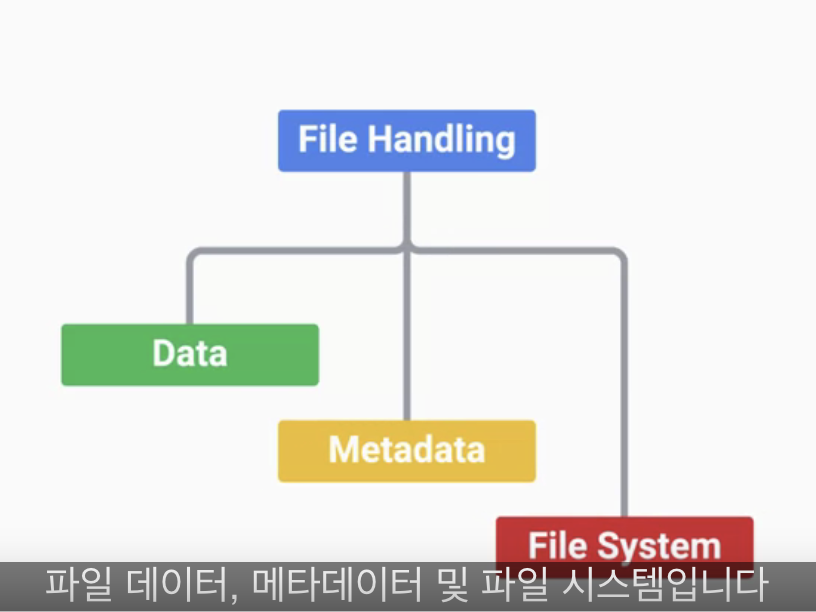 File Handling
Data
Metadata
File System
파일 데이터, 메타데이터 및 파일 시스템입니다